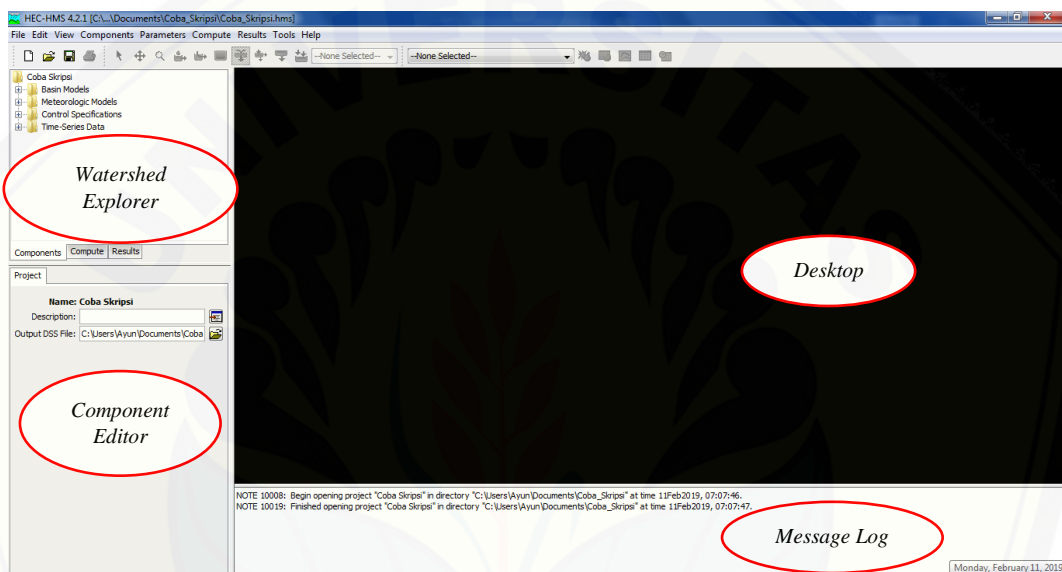 HEC-HMS 4.2.1 [C:\...\Documents\Coba_Skripsi\Coba_Skripsi.hms]
File Edit View Components Parameters Compute Results Tools Help
--None Selected-- --None Selected--
Coba Skripsi
Basin Models
Meteorologic Models
Control Specifications
Time-Series Data
Watershed
Explorer
Components Compute Results
Project
Name: Coba Skripsi
Description:
Output DSS File: C:\Users\Ayun\Documents\Coba
Component
Editor
Desktop
NOTE 10008: Begin opening project "Coba Skripsi" in directory "C:\Users\Ayun\Documents\Coba_Skripsi" at time 11Feb2019, 07:07:46.
NOTE 10019: Finished opening project "Coba Skripsi" in directory "C:\Users\Ayun\Documents\Coba_Skripsi" at time 11Feb2019, 07:07:47.
Message Log
Monday, February 11, 2019
UNIVERSITAS